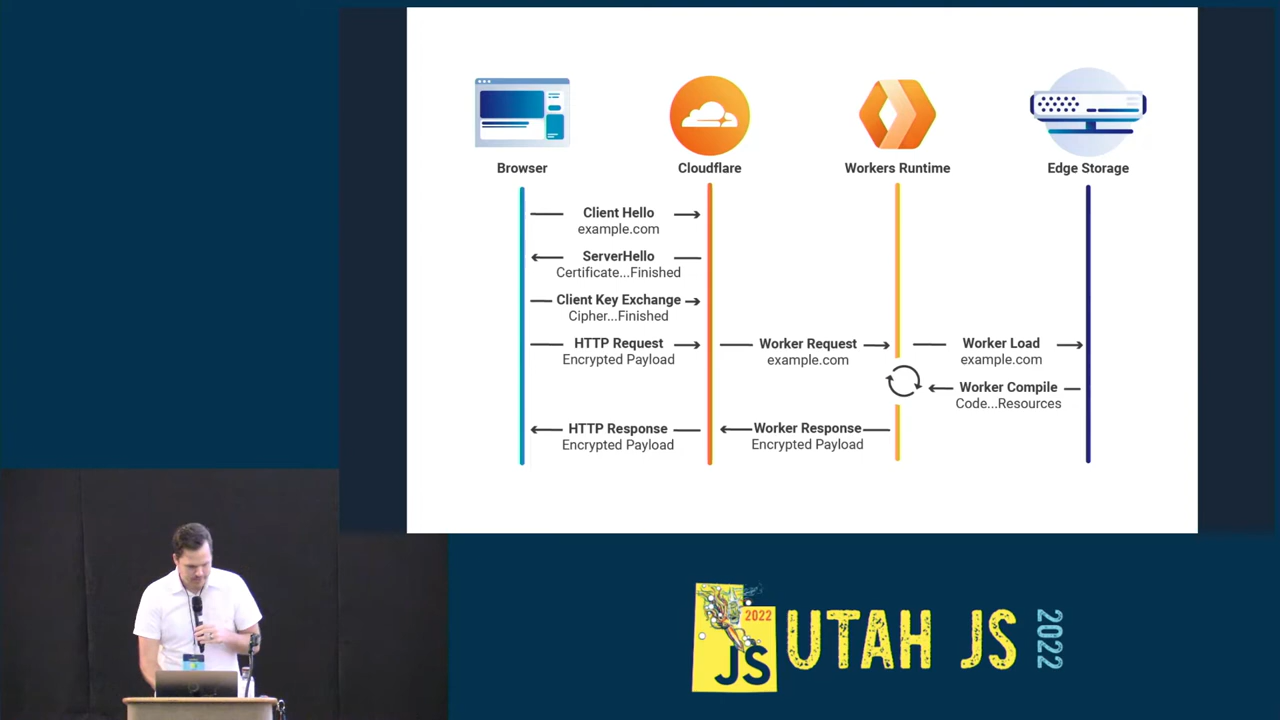 Browser
Cloudflare
Workers Runtime
Edge Storage
Client Hello
example.com
ServerHello
Certificate...Finished
Client Key Exchange
Cipher...Finished
HTTP Request
Encrypted Payload
Worker Request
example.com
Worker Load
example.com
Worker Compile
Code...Resources
HTTP Response
Encrypted Payload
Worker Response
Encrypted Payload
2022
JS
UTAH JS
2022